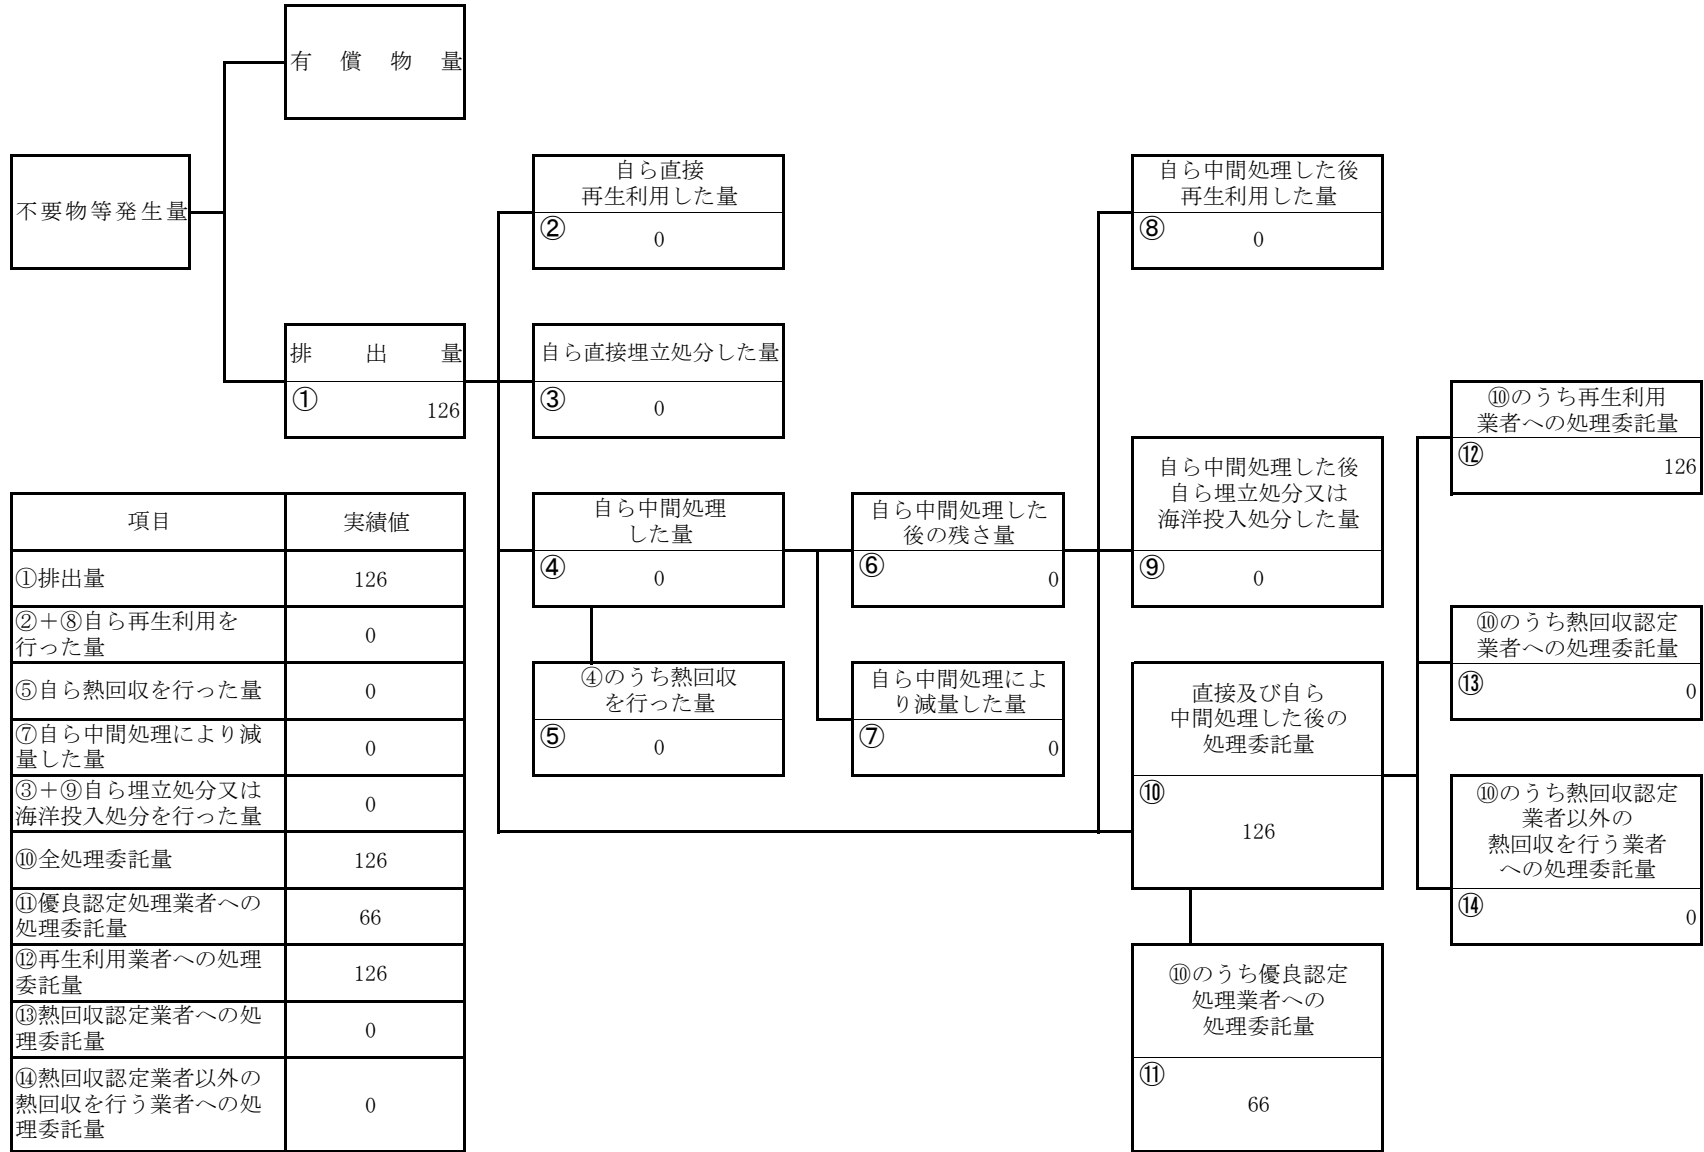 有償物量
不要物等発生量
排出量
①
126
自ら直接
再生利用した量
②
0
自ら直接埋立処分した量
③
0
自ら中間処理
した量
④
0
④のうち熱回収
を行った量
⑤
0
自ら中間処理した
後の残さ量
⑥
0
自ら中間処理によ
り減量した量
⑦
0
自ら中間処理した後
再生利用した量
⑧
0
自ら中間処理した後
自ら埋立処分又は
海洋投入処分した量
⑨
0
直接及び自ら
中間処理した後の
処理委託量
⑩
126
⑩のうち優良認定
処理業者への
処理委託量
⑪
66
⑩のうち再生利用
業者への処理委託量
⑫
126
⑩のうち熱回収認定
業者への処理委託量
⑬
0
⑩のうち熱回収認定
業者以外の
熱回収を行う業者
への処理委託量
⑭
0
項目 実績値
①排出量 126
②＋⑧自ら再生利用を
行った量 0
⑤自ら熱回収を行った量 0
⑦自ら中間処理により減
量した量 0
③＋⑨自ら埋立処分又は
海洋投入処分を行った量 0
⑩全処理委託量 126
⑪優良認定処理業者への
処理委託量 66
⑫再生利用業者への処理
委託量 126
⑬熱回収認定業者への処
理委託量 0
⑭熱回収認定業者以外の
熱回収を行う業者への処
理委託量 0